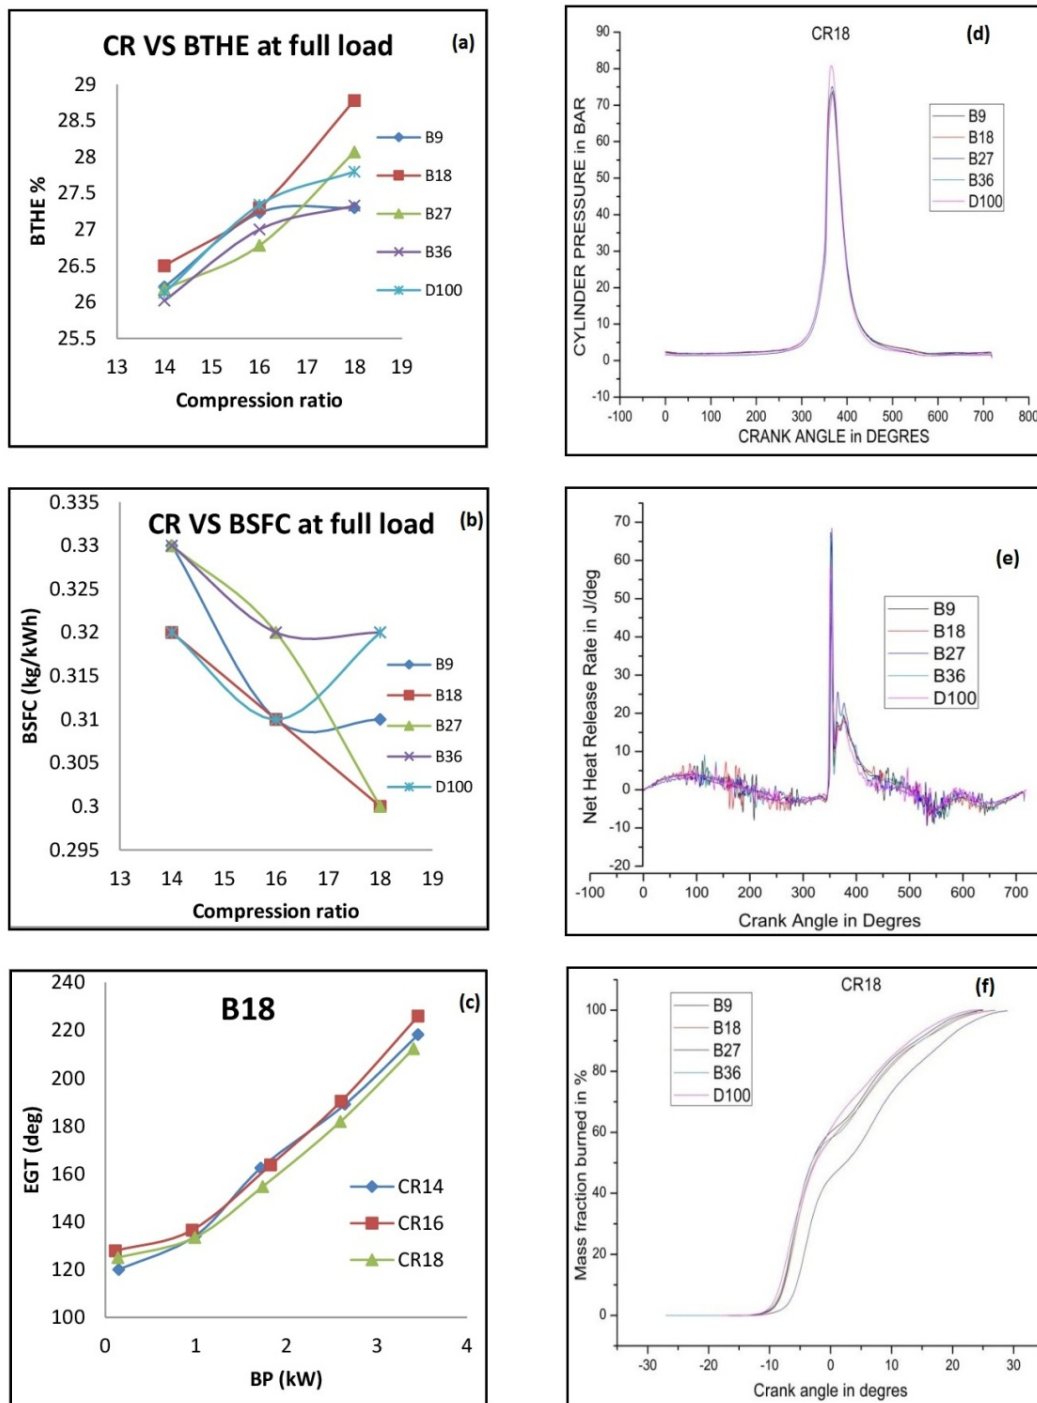 CR VS BTHE at full load
(a)
29
28.5
28
27.5
27
26.5
26
25.5
BTHE %
13 14 15 16 17 18 19
Compression ratio
B9
B18
B27
B36
D100
CR18
(d)
90
80
70
60
50
40
30
20
10
0
-10
CYLINDER PRESSURE in BAR
-100 0 100 200 300 400 500 600 700 800
CRANK ANGLE in DEGRES
B9
B18
B27
B36
D100
CR VS BSFC at full load
(b)
0.335
0.33
0.325
0.32
0.315
0.31
0.305
0.3
0.295
BSFC (kg/kWh)
13 14 15 16 17 18 19
Compression ratio
B9
B18
B27
B36
D100
(e)
70
60
50
40
30
20
10
0
-10
-20
Net Heat Release Rate in J/deg
-100 0 100 200 300 400 500 600 700
Crank Angle in Degres
B9
B18
B27
B36
D100
B18
(c)
240
220
200
180
160
140
120
100
EGT (deg)
0 1 2 3 4
BP (kW)
CR14
CR16
CR18
CR18
(f)
100
80
60
40
20
0
Mass fraction burned in %
-30 -20 -10 0 10 20 30
Crank angle in degres
B9
B18
B27
B36
D100